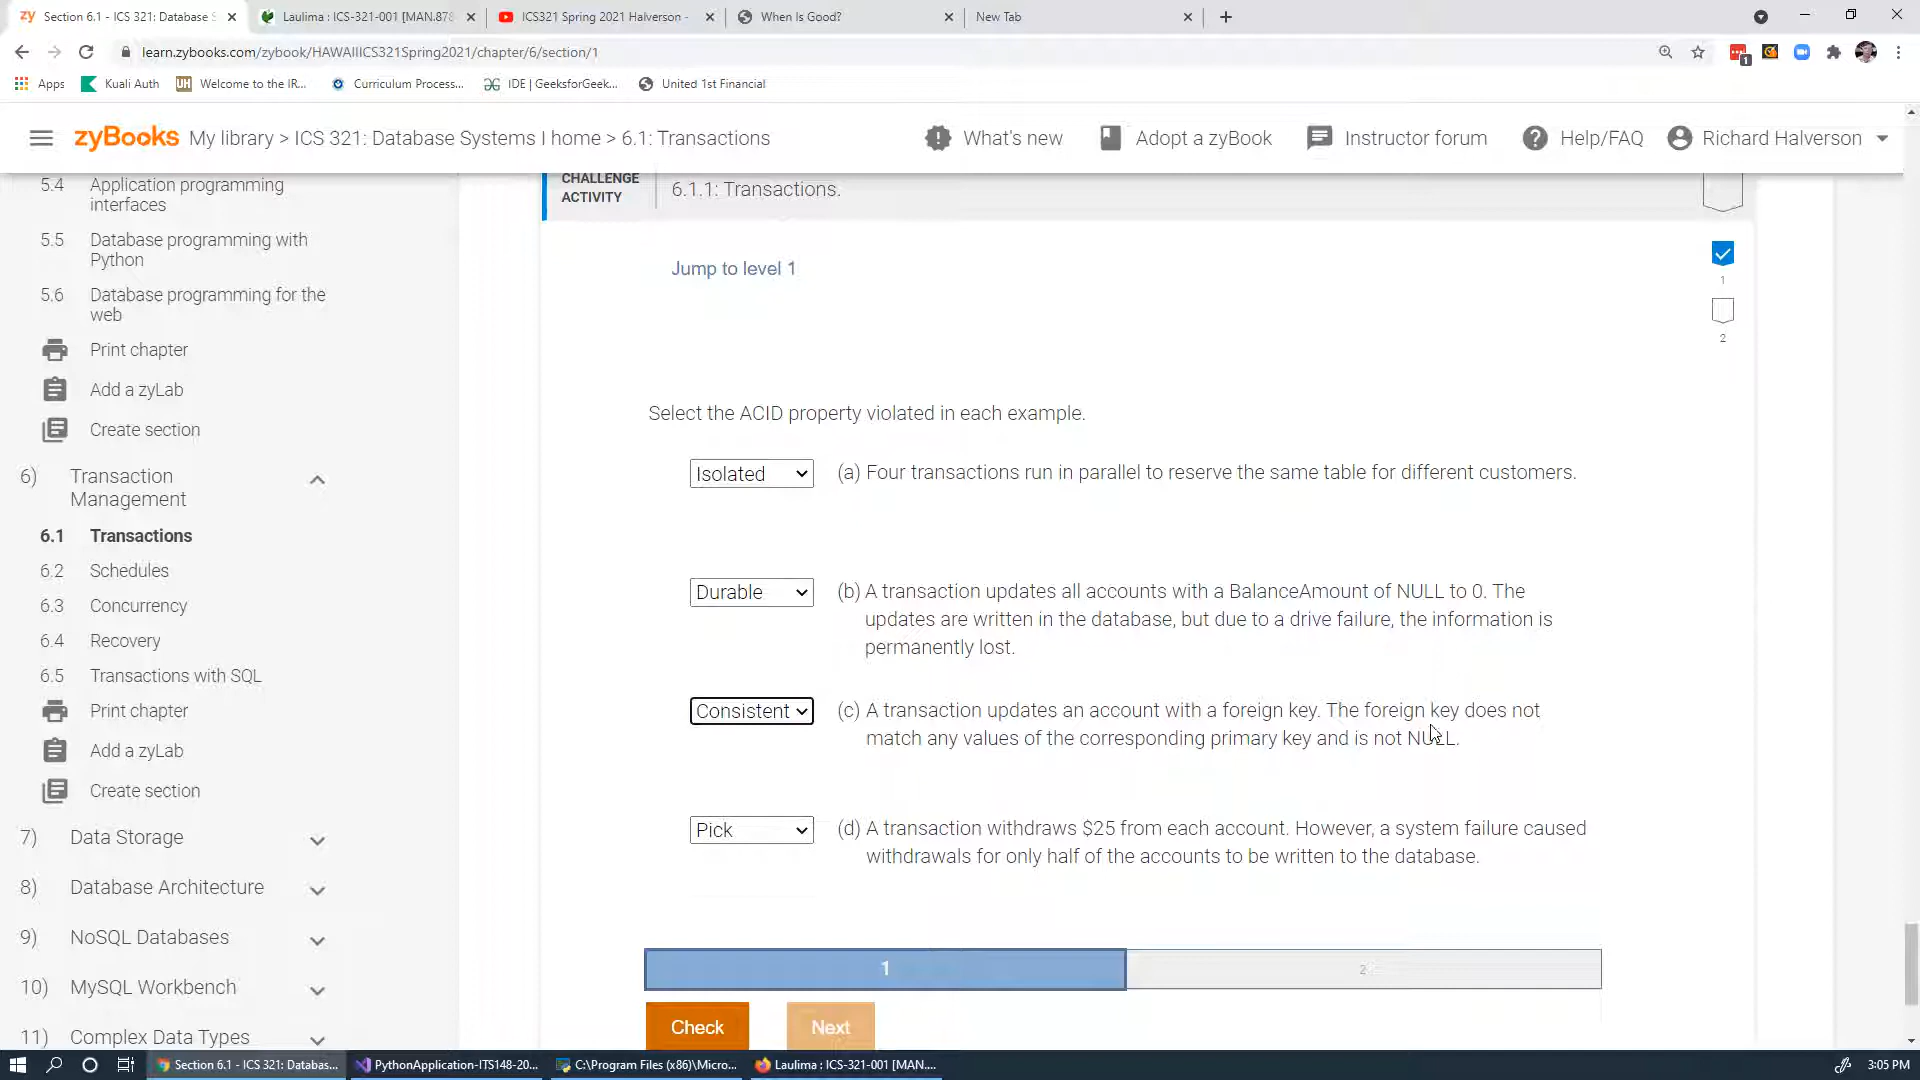 Section 6.1 - ICS 321: Database S
Laulima : ICS-321-001 [MAN.878
ICS321 Spring 2021 Halverson -
When Is Good?
New Tab
learn.zybooks.com/zybook/HAWAIIICS321Spring2021/chapter/6/section/1
1
Apps
Kuali Auth
UH
Welcome to the IR...
Curriculum Process...
IDE | GeeksforGeek...
United 1st Financial
zyBooks My library > ICS 321: Database Systems I home > 6.1: Transactions
What's new
Adopt a zyBook
Instructor forum
Help/FAQ
Richard Halverson
5.4 Application programming
interfaces
5.5 Database programming with
Python
5.6 Database programming for the
web
Print chapter
Add a zyLab
Create section
6) Transaction
Management
6.1 Transactions
6.2 Schedules
6.3 Concurrency
6.4 Recovery
6.5 Transactions with SQL
Print chapter
Add a zyLab
Create section
7) Data Storage
8) Database Architecture
9) NoSQL Databases
10) MySQL Workbench
11) Complex Data Types
CHALLENGE
ACTIVITY
6.1.1: Transactions.
Jump to level 1
1
2
Select the ACID property violated in each example.
Isolated (a) Four transactions run in parallel to reserve the same table for different customers.
Durable (b) A transaction updates all accounts with a BalanceAmount of NULL to 0. The
updates are written in the database, but due to a drive failure, the information is
permanently lost.
Consistent (c) A transaction updates an account with a foreign key. The foreign key does not
match any values of the corresponding primary key and is not NULL.
Pick (d) A transaction withdraws $25 from each account. However, a system failure caused
withdrawals for only half of the accounts to be written to the database.
1
2
Check
Next
Section 6.1 - ICS 321: Databas...
PythonApplication-ITS148-20...
C:\Program Files (x86)\Micro...
Laulima : ICS-321-001 [MAN....
3:05 PM